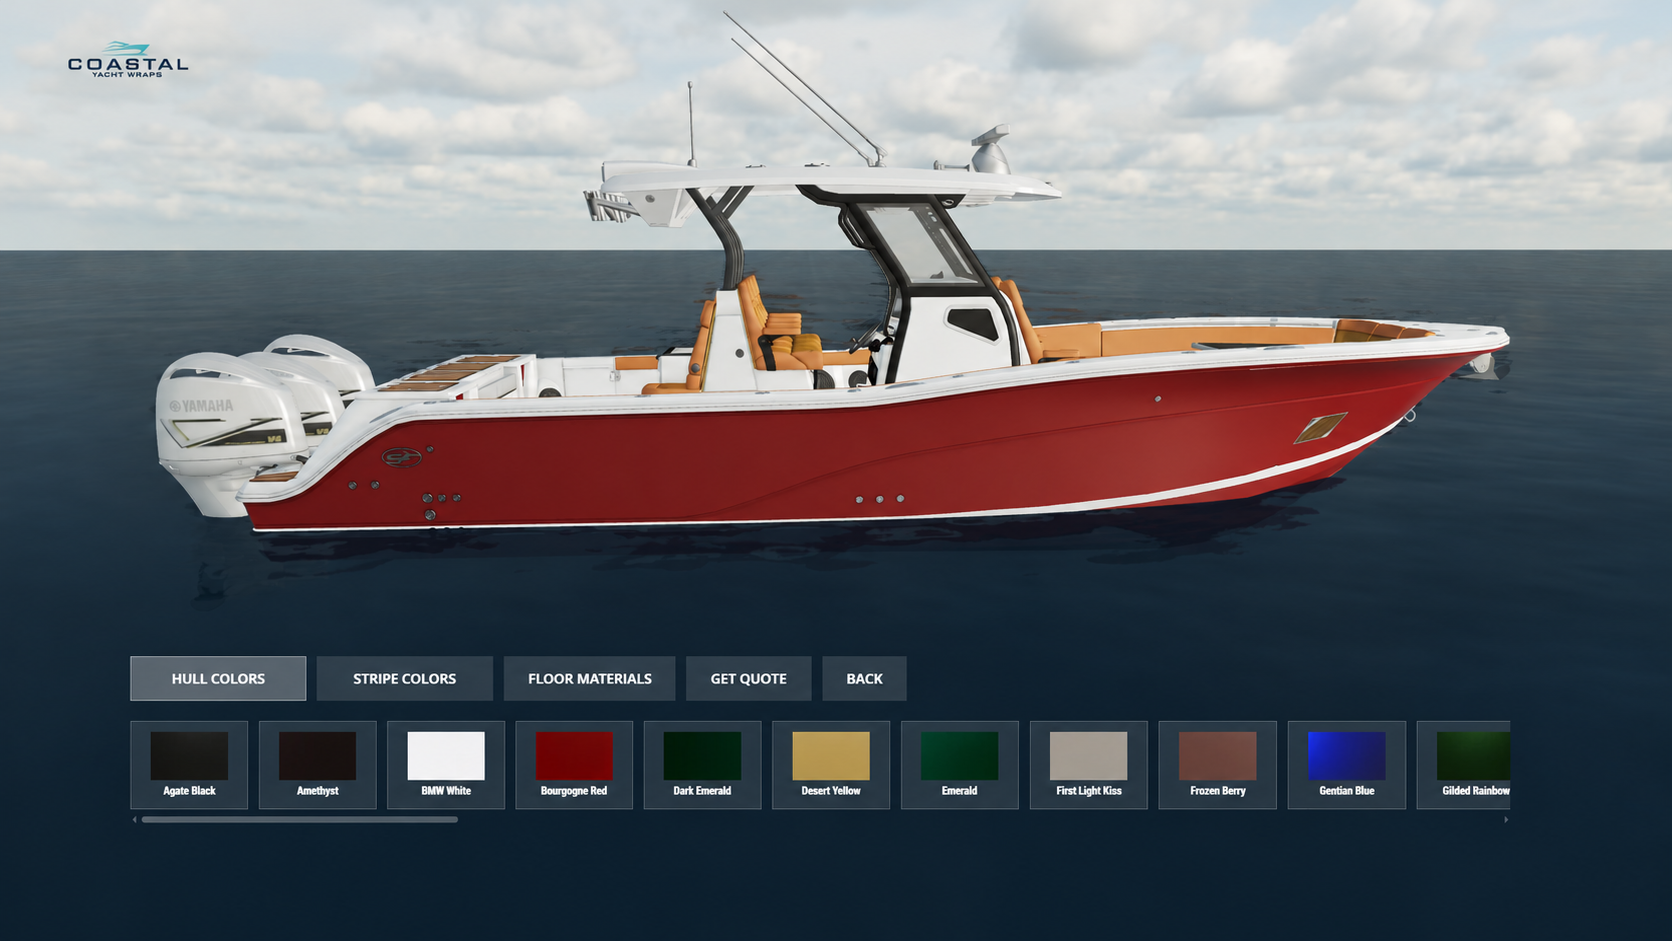 COASTAL
YACHT WRAPS
YAMAHA
V6
HULL COLORS
STRIPE COLORS
FLOOR MATERIALS
GET QUOTE
BACK
Agate Black
Amethyst
BMW White
Bourgogne Red
Dark Emerald
Desert Yellow
Emerald
First Light Kiss
Frozen Berry
Gentian Blue
Gilded Rainbow